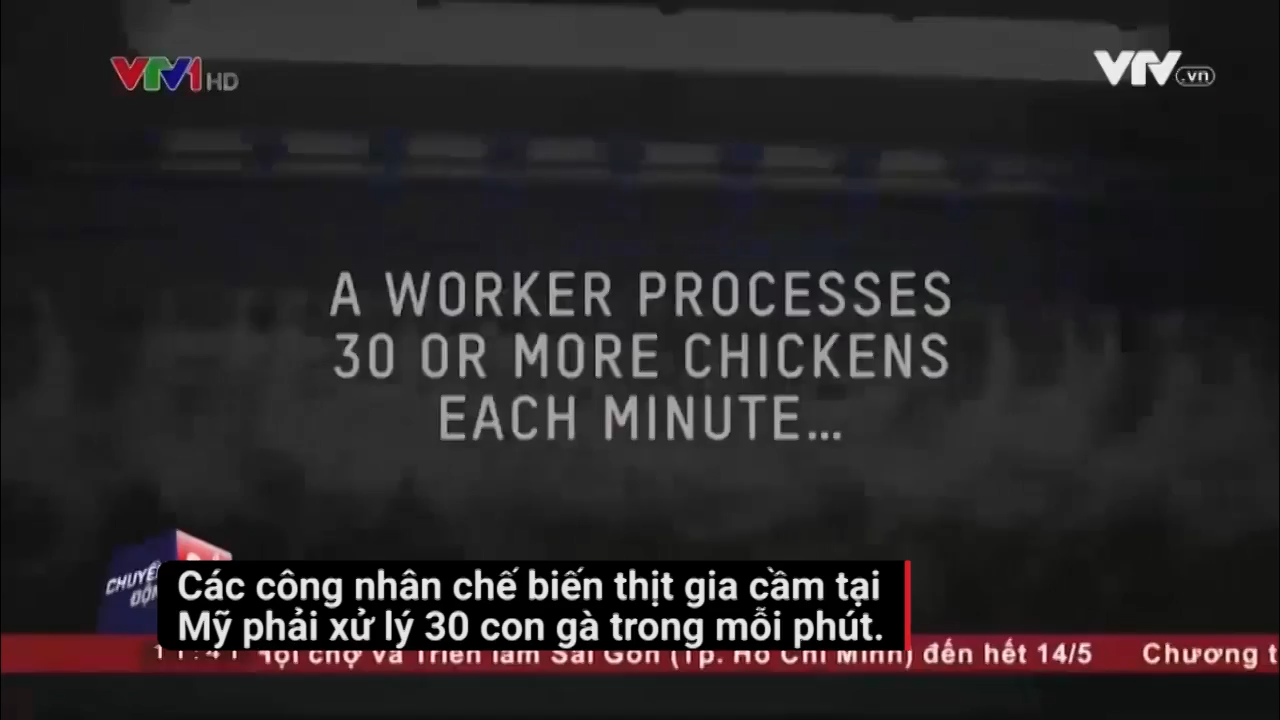 VTV1 HD
VTV.vn
A WORKER PROCESSES
30 OR MORE CHICKENS
EACH MINUTE...
Các công nhân chế biến thịt gia cầm tại
Mỹ phải xử lý 30 con gà trong mỗi phút.
Hội chợ và Triển lãm Sài Gòn (Tp. Hồ Chí Minh) đến hết 14/5 Chương